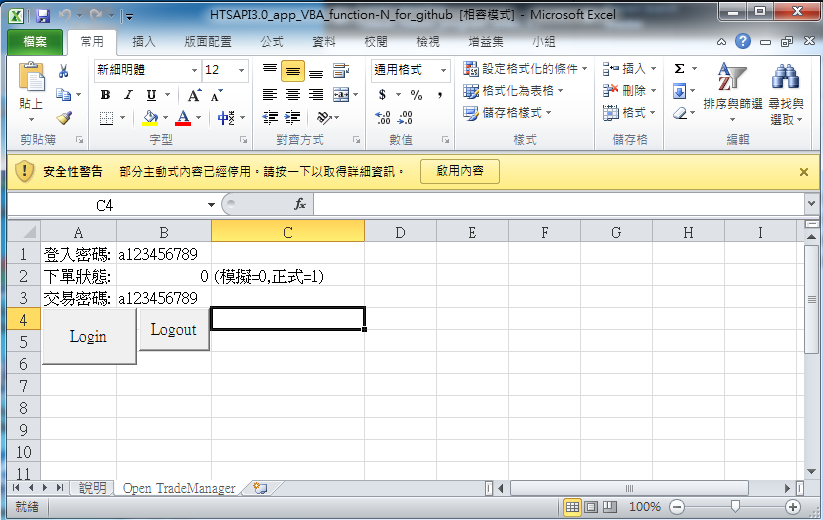 HTSAPI3.0_app_VBA_function-N_for_github [相容模式] - Microsoft Excel
檔案 常用 插入 版面配置 公式 資料 校閱 檢視 增益集 小組
新細明體 12 通用格式 設定格式化的條件 插入 Σ
貼上 B I U A A $ % , 格式化為表格 刪除 排序與篩選 尋找與選取
中 A .00 .0 儲存格樣式 格式
剪貼簿 字型 對齊方式 數值 樣式 儲存格 編輯
安全性警告 部分主動式內容已經停用。請按一下以取得詳細資訊。 啟用內容
C4 fx
A B C D E F G H I
1 登入密碼: a123456789
2 下單狀態: 0 (模擬=0,正式=1)
3 交易密碼: a123456789
4 Login Logout
5
6
7
8
9
10
11
說明 Open TradeManager
就緒 100%